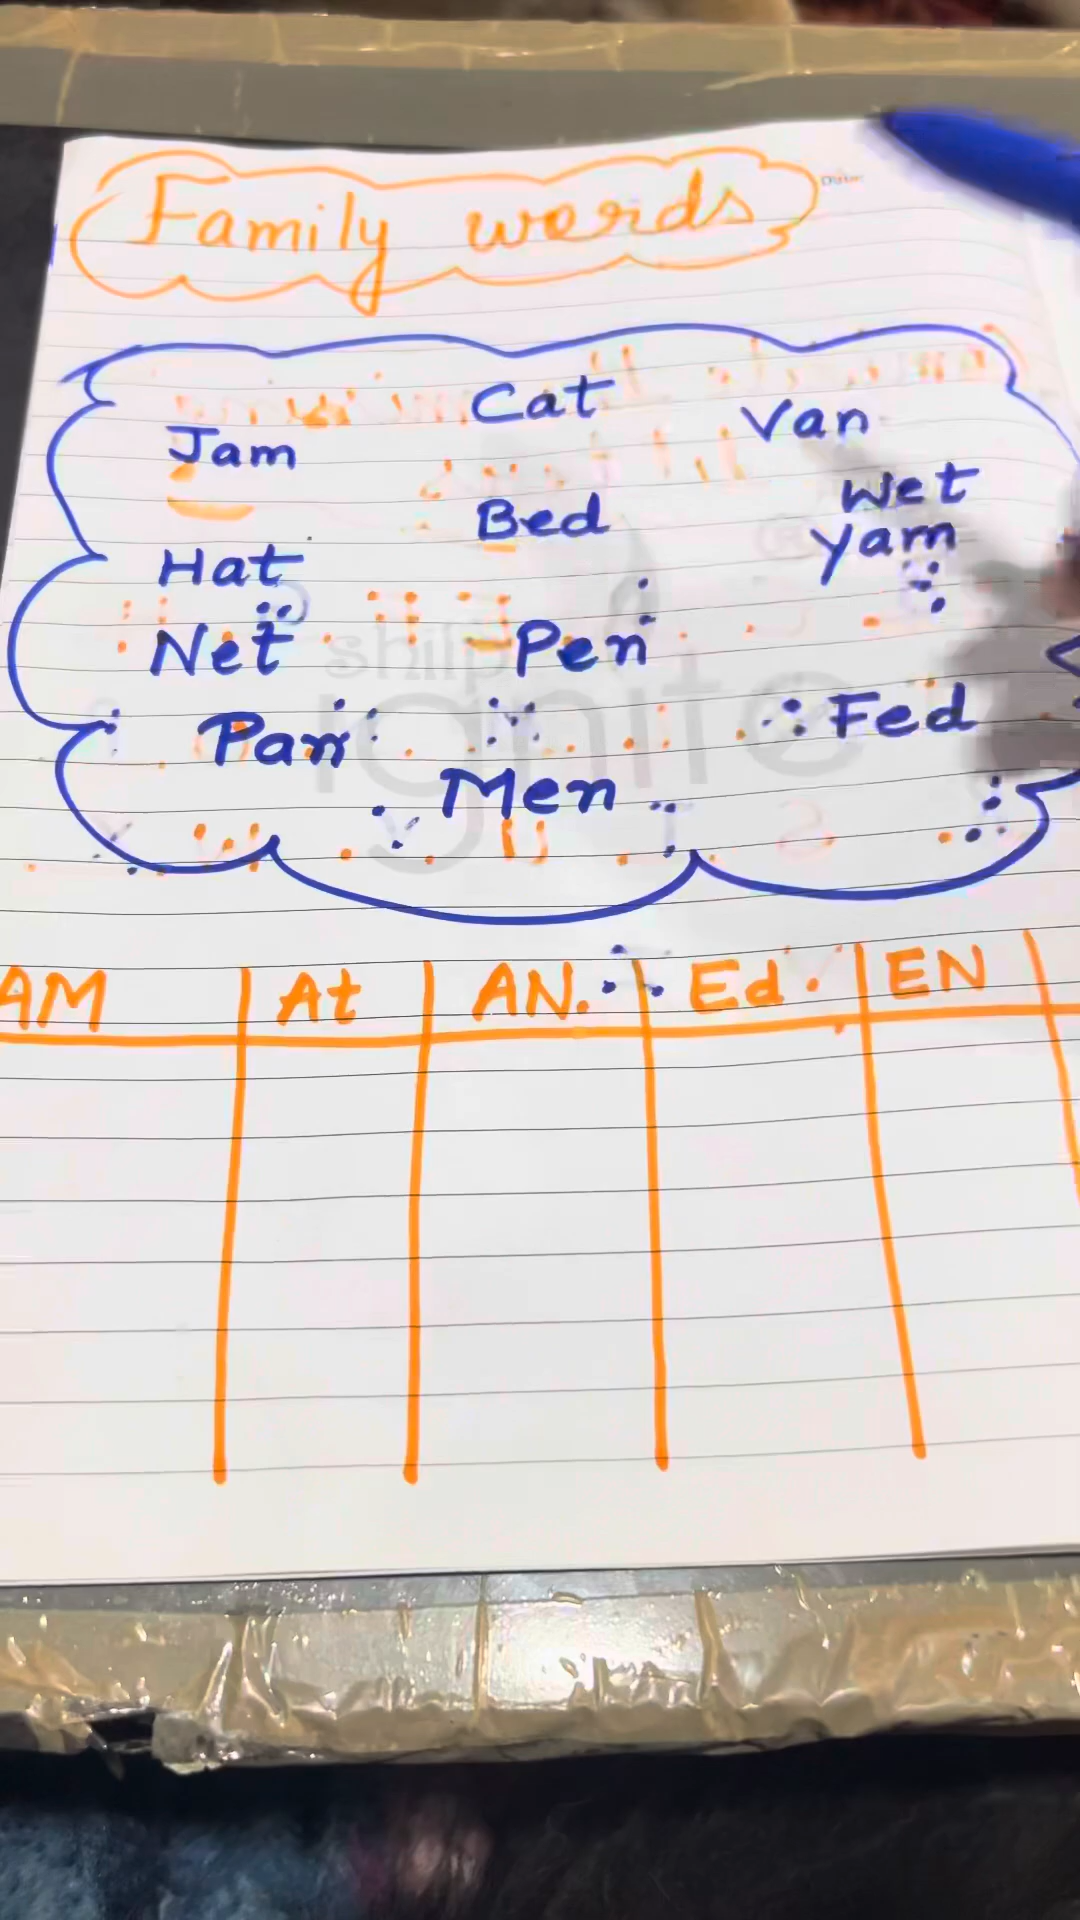 Family words
Cat
Van
Jam
Wet
Bed
Yam
Hat
Net
Pen
Pan
Fed
Men
AM At AN. Ed. EN